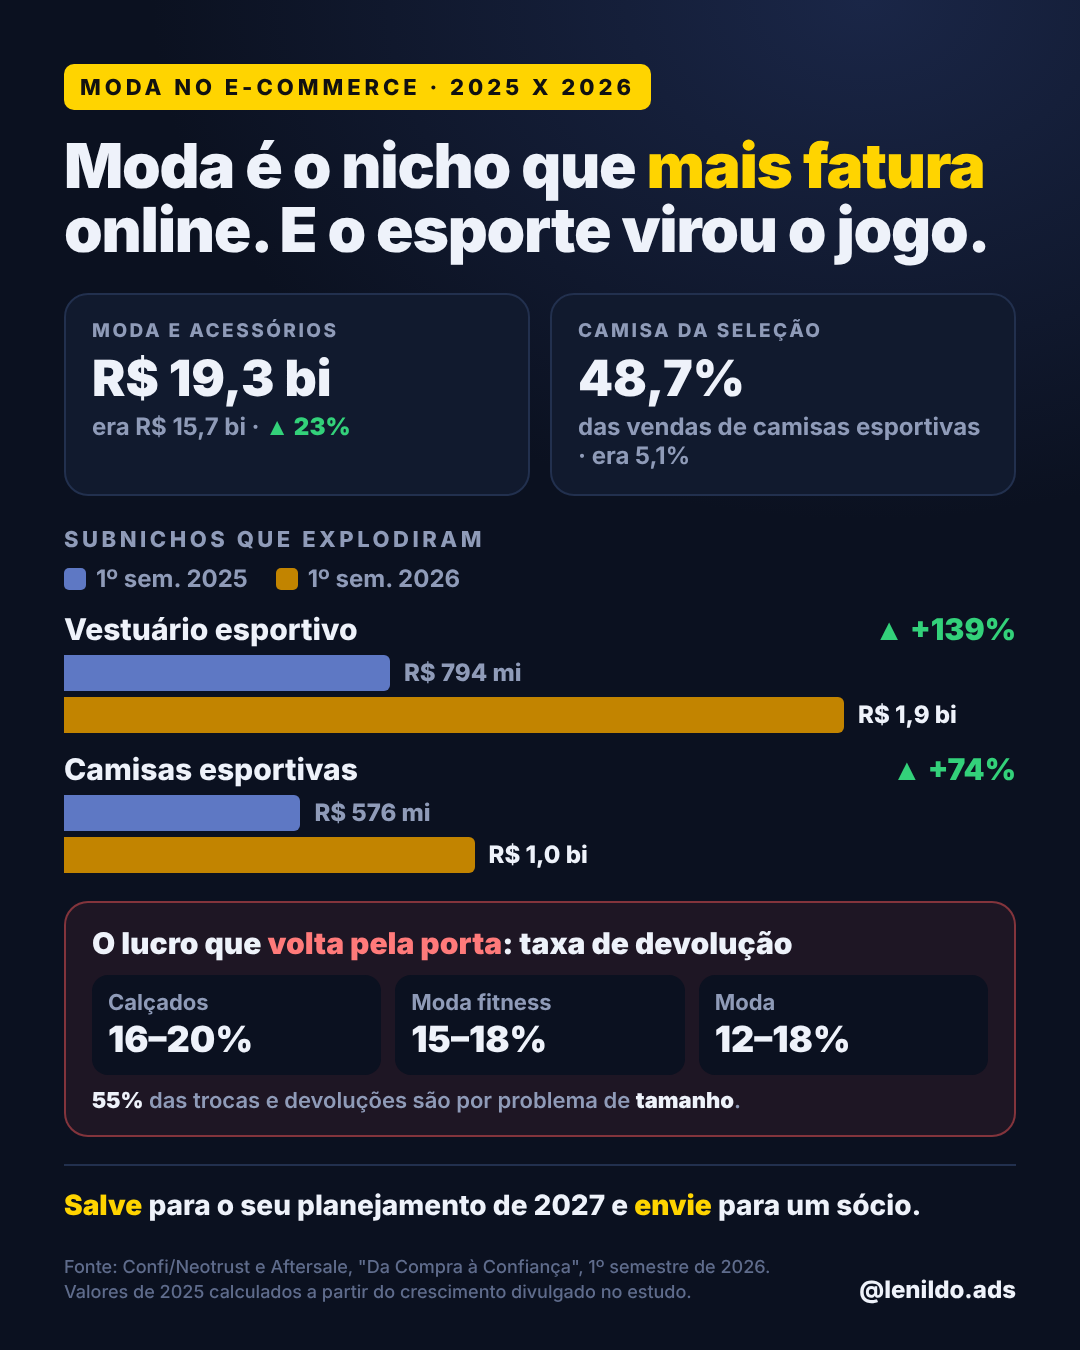 MODA NO E-COMMERCE · 2025 X 2026
Moda é o nicho que mais fatura
online. E o esporte virou o jogo.
MODA E ACESSÓRIOS
R$ 19,3 bi
era R$ 15,7 bi · ▲ 23%
CAMISA DA SELEÇÃO
48,7%
das vendas de camisas esportivas
· era 5,1%
SUBNICHOS QUE EXPLODIRAM
1º sem. 2025 1º sem. 2026
Vestuário esportivo ▲ +139%
R$ 794 mi
R$ 1,9 bi
Camisas esportivas ▲ +74%
R$ 576 mi
R$ 1,0 bi
O lucro que volta pela porta: taxa de devolução
Calçados
16–20%
Moda fitness
15–18%
Moda
12–18%
55% das trocas e devoluções são por problema de tamanho.
Salve para o seu planejamento de 2027 e envie para um sócio.
Fonte: Confi/Neotrust e Aftersale, "Da Compra à Confiança", 1º semestre de 2026.
Valores de 2025 calculados a partir do crescimento divulgado no estudo.
@lenildo.ads